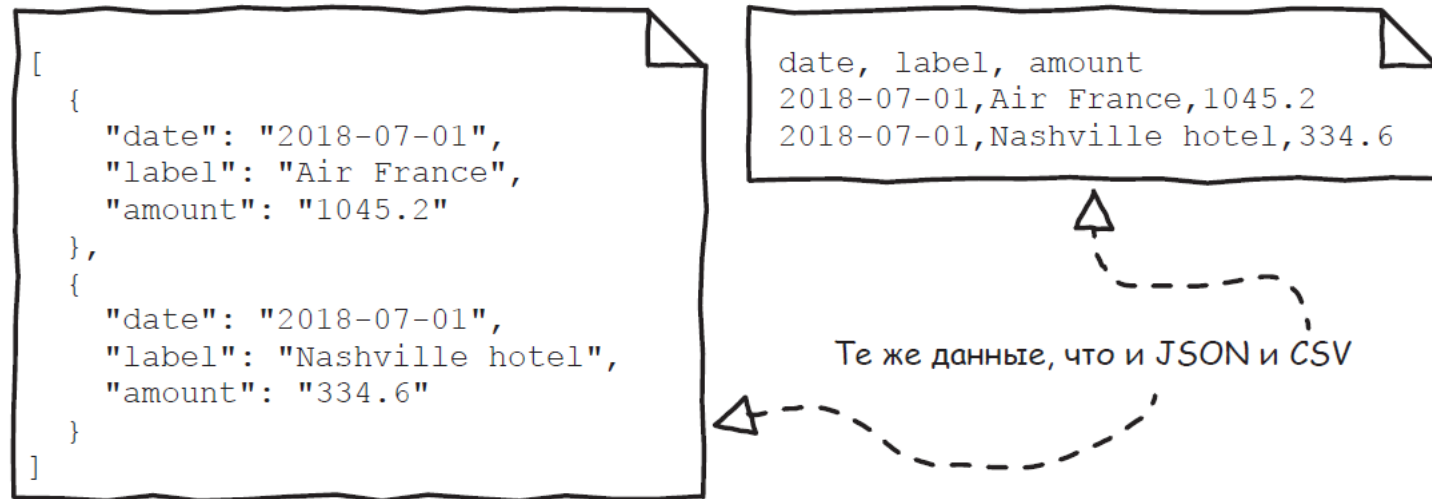 [
  {
    "date": "2018-07-01",
    "label": "Air France",
    "amount": "1045.2"
  },
  {
    "date": "2018-07-01",
    "label": "Nashville hotel",
    "amount": "334.6"
  }
]
date, label, amount
2018-07-01,Air France,1045.2
2018-07-01,Nashville hotel,334.6
Те же данные, что и JSON и CSV